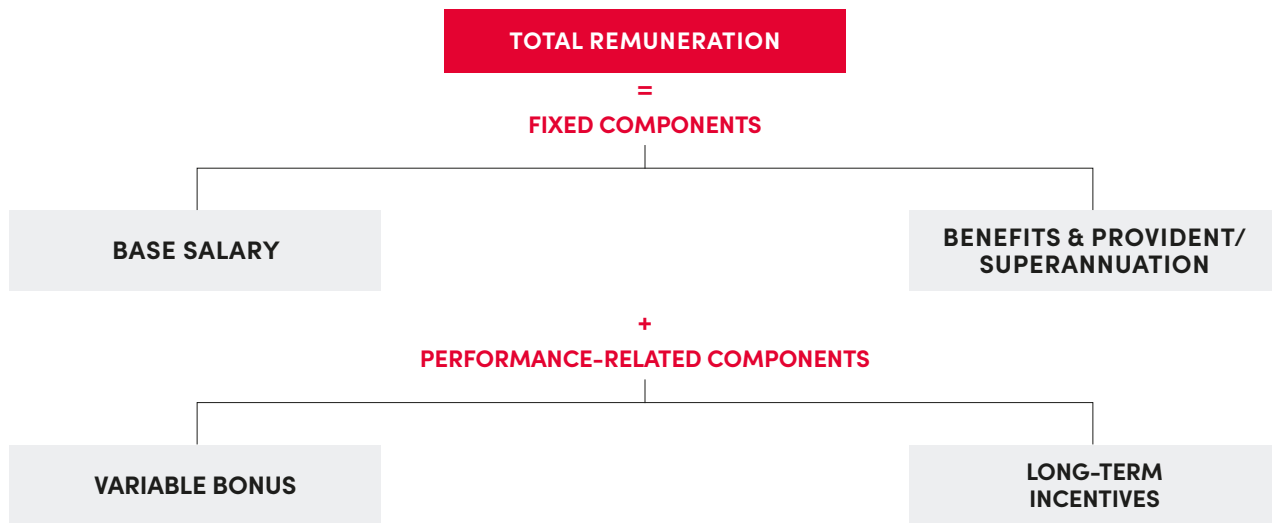 TOTAL REMUNERATION
=
FIXED COMPONENTS
BASE SALARY
BENEFITS & PROVIDENT/
SUPERANNUATION
+
PERFORMANCE-RELATED COMPONENTS
VARIABLE BONUS
LONG-TERM
INCENTIVES